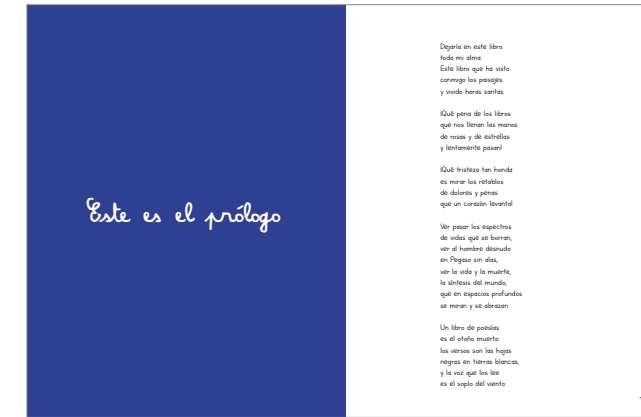 Este es el prólogo
Dejaría en este libro
toda mi alma
Este libro que ha visto
conmigo los paisajes
y vivido horas santas.
¡Qué pena de los libros
que nos llenan las manos
de rosas y de estrellas
y lentamente pasan!
¡Qué tristeza tan honda
es mirar los retablos
de dolores y penas
que un corazón levanta!
Ver pasar los espectros
de vidas que se borran,
ver al hombre desnudo
en Pegaso sin alas,
ver la vida y la muerte,
la síntesis del mundo,
que en espacios profundos
se miran y se abrazan
Un libro de poesías
es el otoño muerto
los versos son las hojas
negras en tierras blancas,
y la voz que los lee
es el soplo del viento